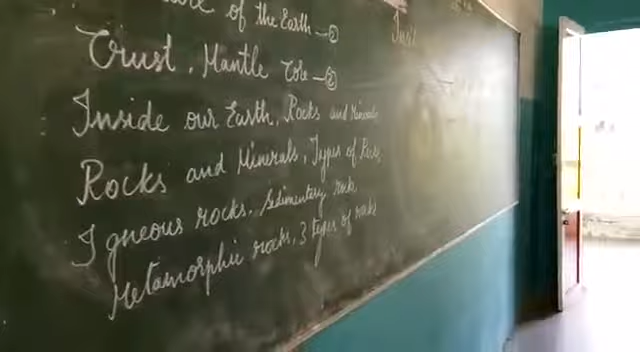 of the Earth - ①
Crust, Mantle Core - ②
Inside our Earth, Rocks and Minerals
Rocks and Minerals, Types of Rocks,
Igneous rocks, Sedimentary rock
Metamorphic rocks, 3 types of rocks